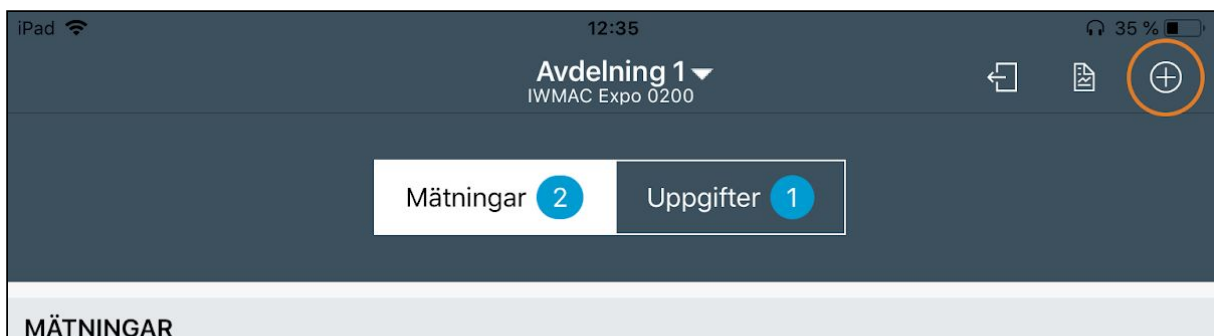 iPad 12:35 35 %
Avdelning 1
IWMAC Expo 0200
Mätningar 2 Uppgifter 1
MÄTNINGAR